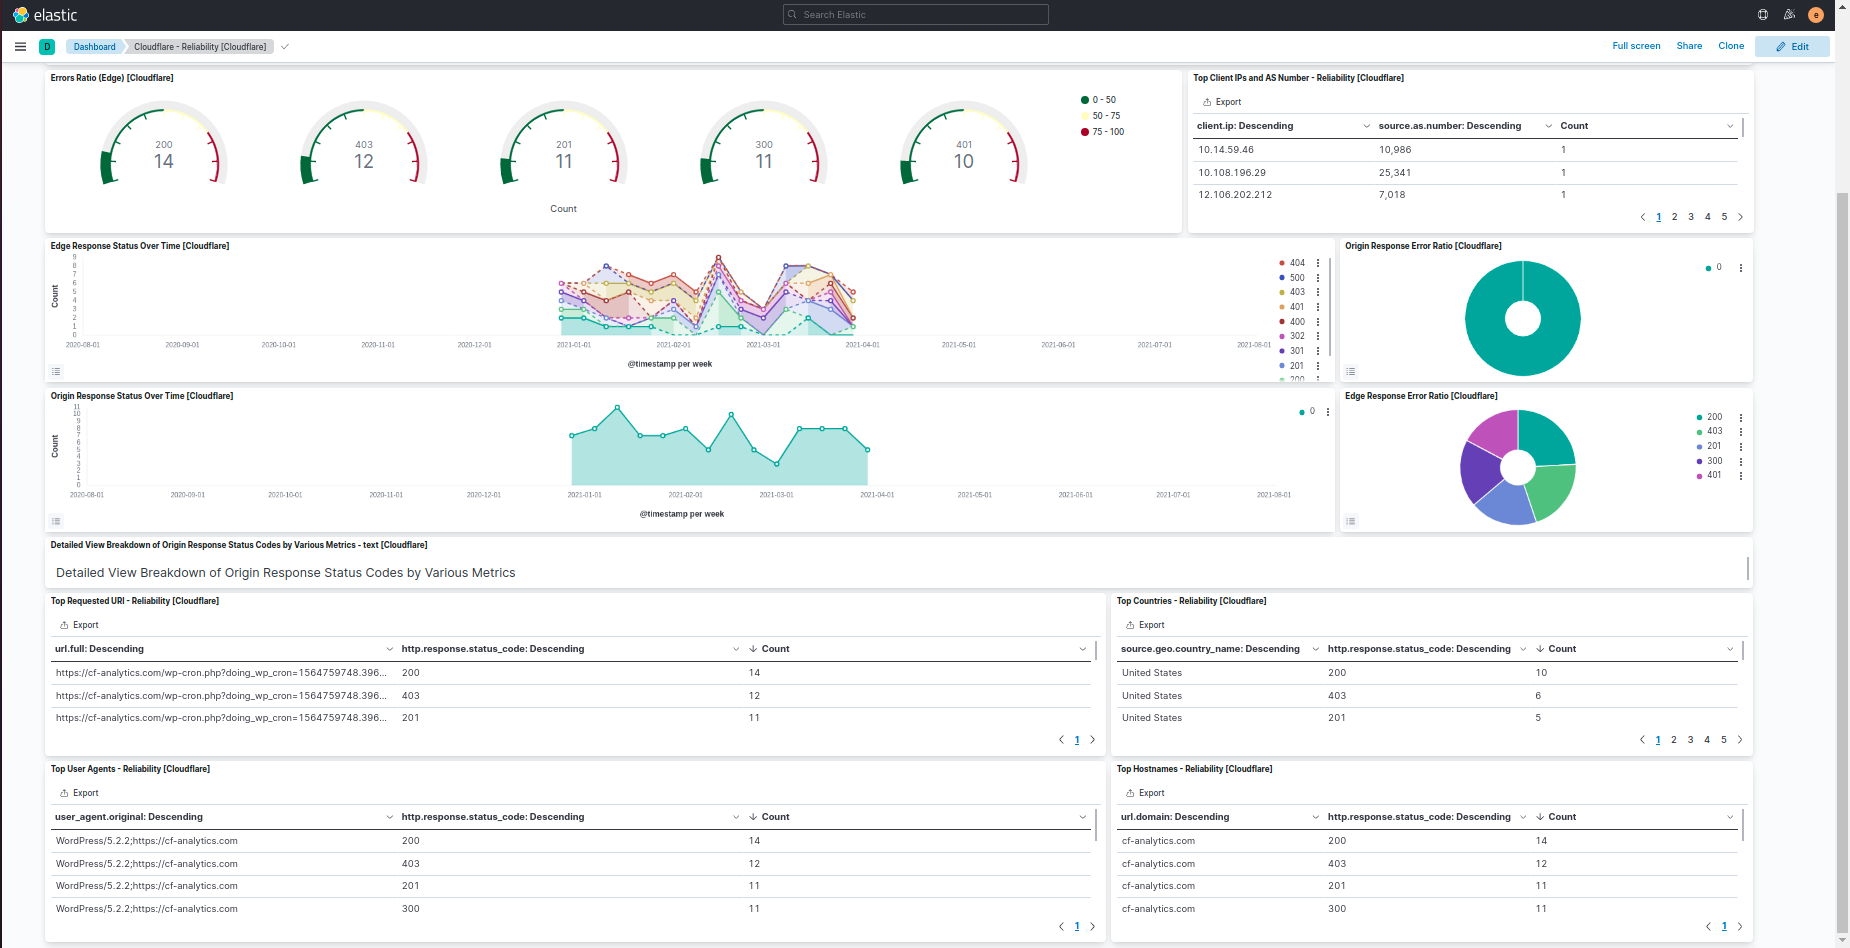 elastic
Search Elastic
e
D
Dashboard
Cloudflare - Reliability [Cloudflare]
Full screen
Share
Clone
Edit
Errors Ratio (Edge) [Cloudflare]
200
14
403
12
201
11
300
11
401
10
Count
0 - 50
50 - 75
75 - 100
Top Client IPs and AS Number - Reliability [Cloudflare]
Export
client.ip: Descending source.as.number: Descending Count
10.14.59.46 10,986 1
10.108.196.29 25,341 1
12.106.202.212 7,018 1
1 2 3 4 5
Edge Response Status Over Time [Cloudflare]
Count
9
8
7
6
5
4
3
2
1
0
2020-08-01 2020-09-01 2020-10-01 2020-11-01 2020-12-01 2021-01-01 2021-02-01 2021-03-01 2021-04-01 2021-05-01 2021-06-01 2021-07-01 2021-08-01
@timestamp per week
404
500
403
401
400
302
301
201
200
Origin Response Error Ratio [Cloudflare]
0
Origin Response Status Over Time [Cloudflare]
Count
11
10
9
8
7
6
5
4
3
2
1
0
2020-08-01 2020-09-01 2020-10-01 2020-11-01 2020-12-01 2021-01-01 2021-02-01 2021-03-01 2021-04-01 2021-05-01 2021-06-01 2021-07-01 2021-08-01
@timestamp per week
0
Edge Response Error Ratio [Cloudflare]
200
403
201
300
401
Detailed View Breakdown of Origin Response Status Codes by Various Metrics - text [Cloudflare]
Detailed View Breakdown of Origin Response Status Codes by Various Metrics
Top Requested URI - Reliability [Cloudflare]
Export
url.full: Descending http.response.status_code: Descending Count
https://cf-analytics.com/wp-cron.php?doing_wp_cron=1564759748.396... 200 14
https://cf-analytics.com/wp-cron.php?doing_wp_cron=1564759748.396... 403 12
https://cf-analytics.com/wp-cron.php?doing_wp_cron=1564759748.396... 201 11
1
Top Countries - Reliability [Cloudflare]
Export
source.geo.country_name: Descending http.response.status_code: Descending Count
United States 200 10
United States 403 6
United States 201 5
1 2 3 4 5
Top User Agents - Reliability [Cloudflare]
Export
user_agent.original: Descending http.response.status_code: Descending Count
WordPress/5.2.2;https://cf-analytics.com 200 14
WordPress/5.2.2;https://cf-analytics.com 403 12
WordPress/5.2.2;https://cf-analytics.com 201 11
WordPress/5.2.2;https://cf-analytics.com 300 11
1
Top Hostnames - Reliability [Cloudflare]
Export
url.domain: Descending http.response.status_code: Descending Count
cf-analytics.com 200 14
cf-analytics.com 403 12
cf-analytics.com 201 11
cf-analytics.com 300 11
1